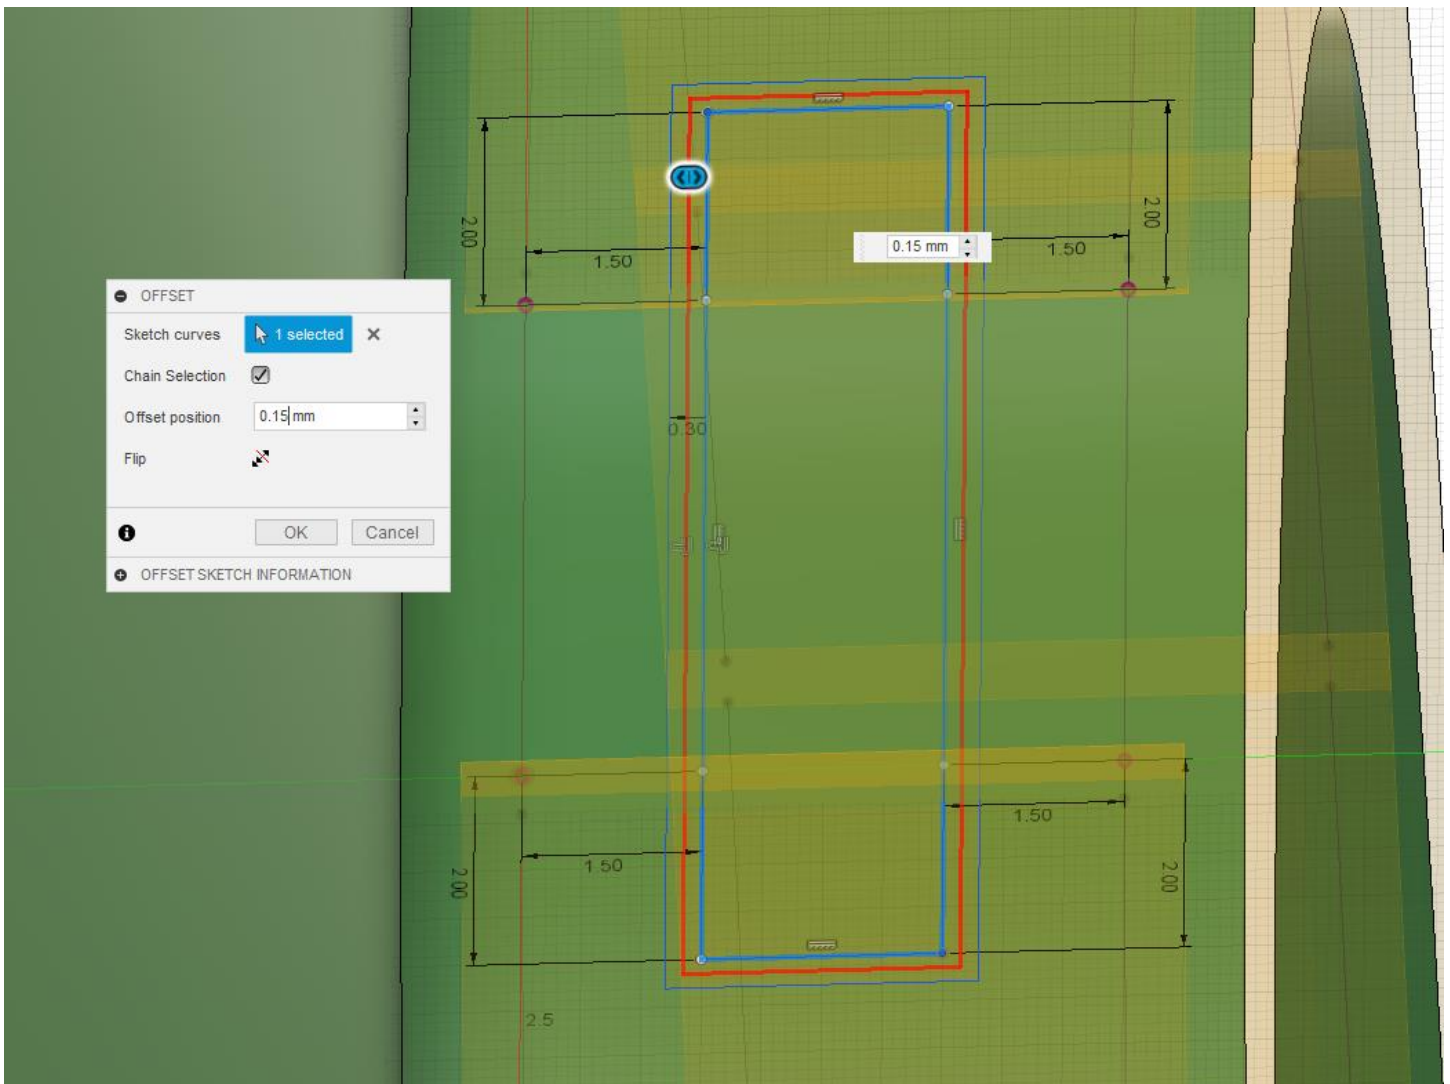 OFFSET
Sketch curves 1 selected
Chain Selection
Offset position 0.15 mm
Flip
OK Cancel
OFFSET SKETCH INFORMATION
2.00
1.50
0.15 mm
1.50
2.00
0.30
2.00
1.50
1.50
2.00
2.5